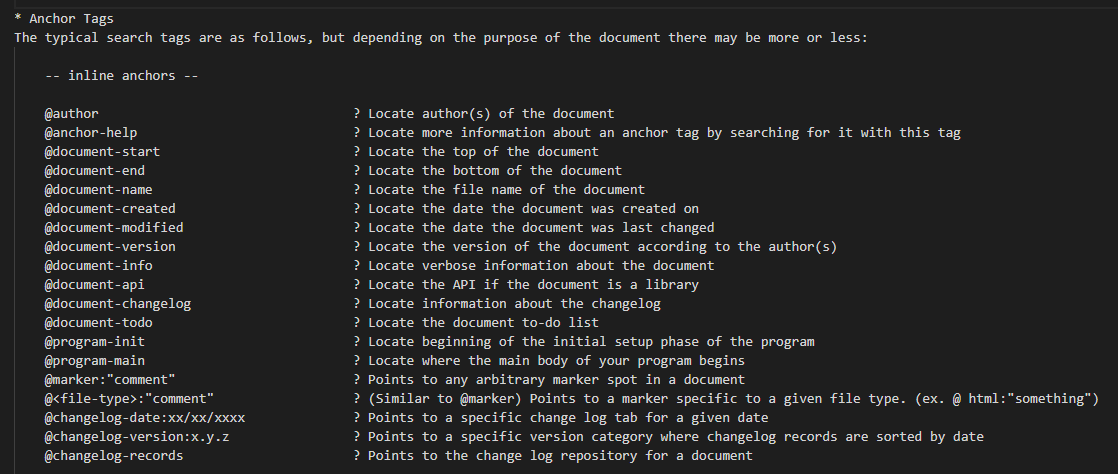 * Anchor Tags
The typical search tags are as follows, but depending on the purpose of the document there may be more or less:
-- inline anchors --
@author ? Locate author(s) of the document
@anchor-help ? Locate more information about an anchor tag by searching for it with this tag
@document-start ? Locate the top of the document
@document-end ? Locate the bottom of the document
@document-name ? Locate the file name of the document
@document-created ? Locate the date the document was created on
@document-modified ? Locate the date the document was last changed
@document-version ? Locate the version of the document according to the author(s)
@document-info ? Locate verbose information about the document
@document-api ? Locate the API if the document is a library
@document-changelog ? Locate information about the changelog
@document-todo ? Locate the document to-do list
@program-init ? Locate beginning of the initial setup phase of the program
@program-main ? Locate where the main body of your program begins
@marker:"comment" ? Points to any arbitrary marker spot in a document
@<file-type>:"comment" ? (Similar to @marker) Points to a marker specific to a given file type. (ex. @ html:"something")
@changelog-date:xx/xx/xxxx ? Points to a specific change log tab for a given date
@changelog-version:x.y.z ? Points to a specific version category where changelog records are sorted by date
@changelog-records ? Points to the change log repository for a document